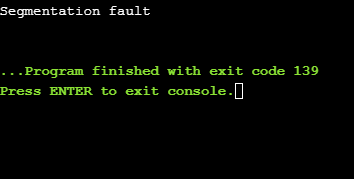 Segmentation fault
...Program finished with exit code 139
Press ENTER to exit console.